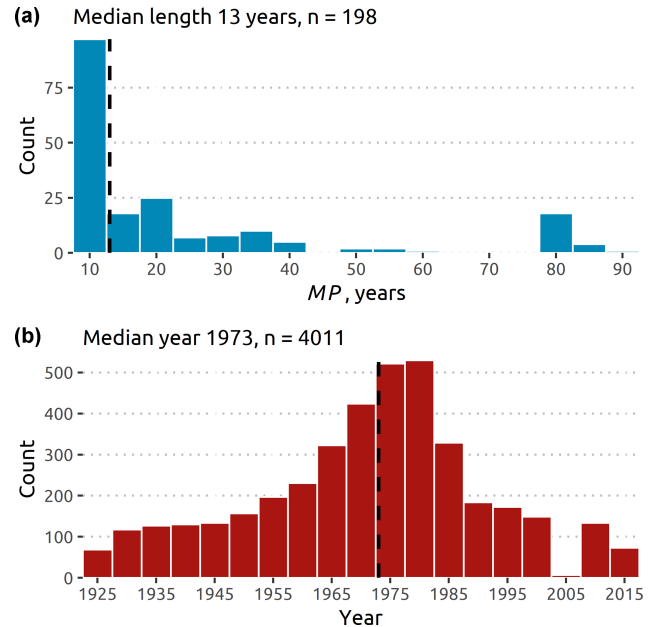 (a) Median length 13 years, n = 198
75
50
25
0
Count
10 20 30 40 50 60 70 80 90
MP, years
(b) Median year 1973, n = 4011
500
400
300
200
100
0
Count
1925 1935 1945 1955 1965 1975 1985 1995 2005 2015
Year